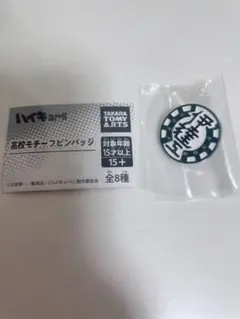 ハイキュー!!
高校モチーフピンバッジ
TAKARA
TOMY
A.R.T.S
対象年齢
15才以上
15+
全8種
伊達工